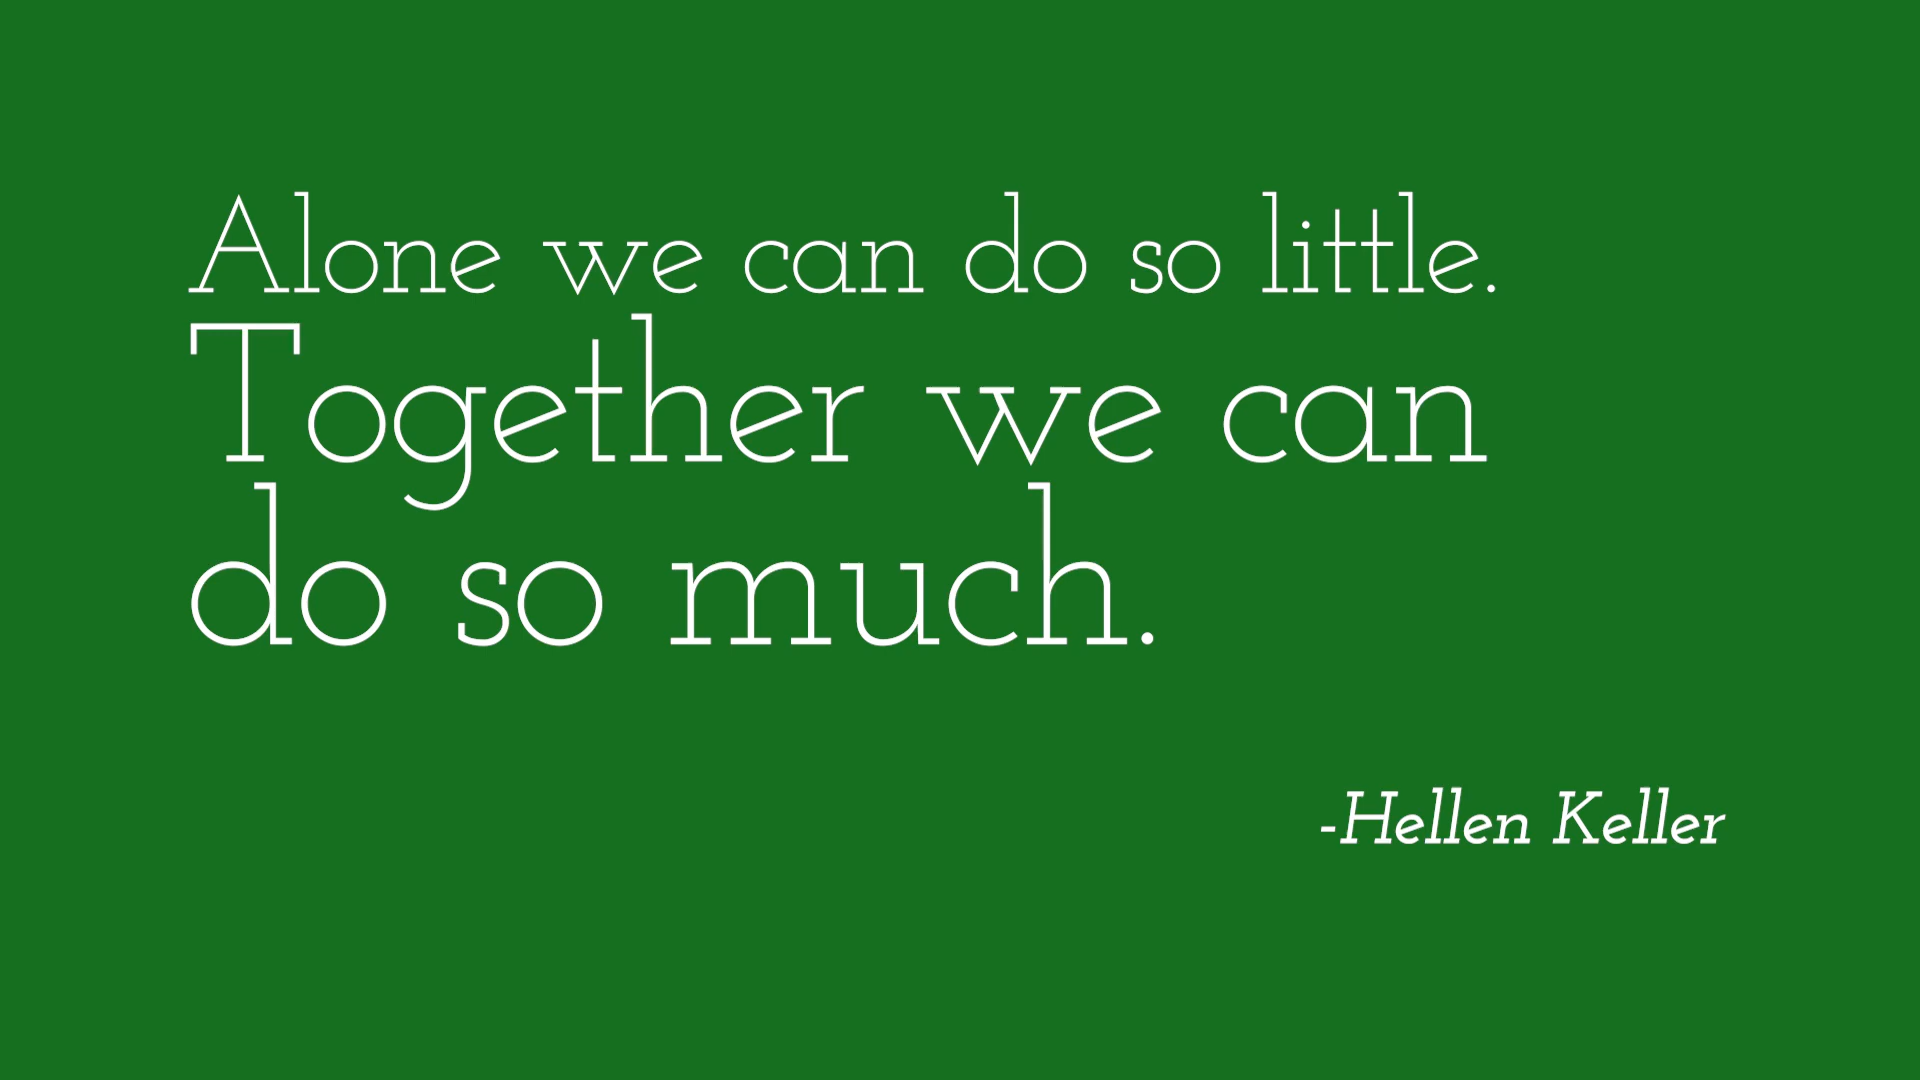 Alone we can do so little.
Together we can
do so much.
-Hellen Keller